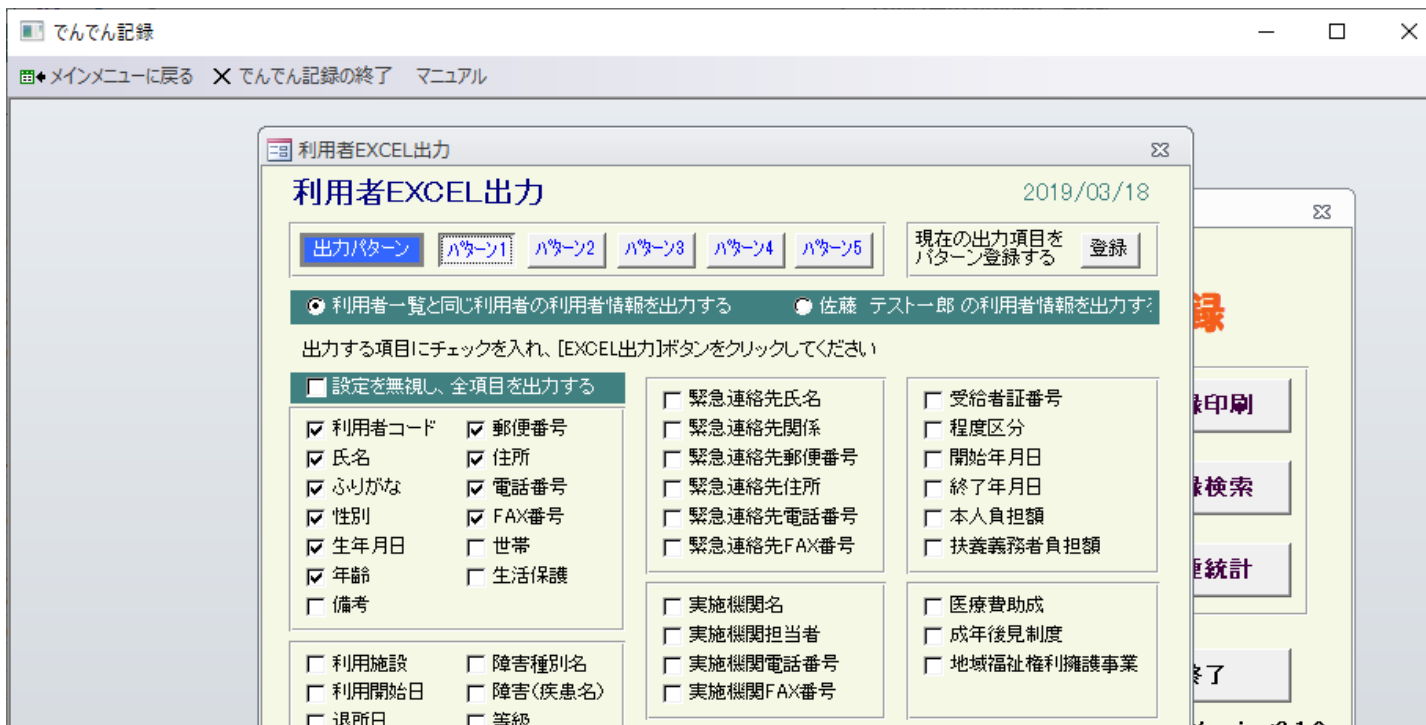 でんでん記録
メインメニューに戻る でんでん記録の終了 マニュアル
利用者EXCEL出力
利用者EXCEL出力 2019/03/18
出力パターン パターン1 パターン2 パターン3 パターン4 パターン5
現在の出力項目を
パターン登録する
登録
利用者一覧と同じ利用者の利用者情報を出力する 佐藤 テスト一郎 の利用者情報を出力す
出力する項目にチェックを入れ、[EXCEL出力]ボタンをクリックしてください
設定を無視し、全項目を出力する
利用者コード 郵便番号
氏名 住所
ふりがな 電話番号
性別 FAX番号
生年月日 世帯
年齢 生活保護
備考
利用施設 障害種別名
利用開始日 障害(疾患名)
退所日 等級
緊急連絡先氏名
緊急連絡先関係
緊急連絡先郵便番号
緊急連絡先住所
緊急連絡先電話番号
緊急連絡先FAX番号
実施機関名
実施機関担当者
実施機関電話番号
実施機関FAX番号
受給者証番号
程度区分
開始年月日
終了年月日
本人負担額
扶養義務者負担額
医療費助成
成年後見制度
地域福祉権利擁護事業
録
印刷
検索
統計
了